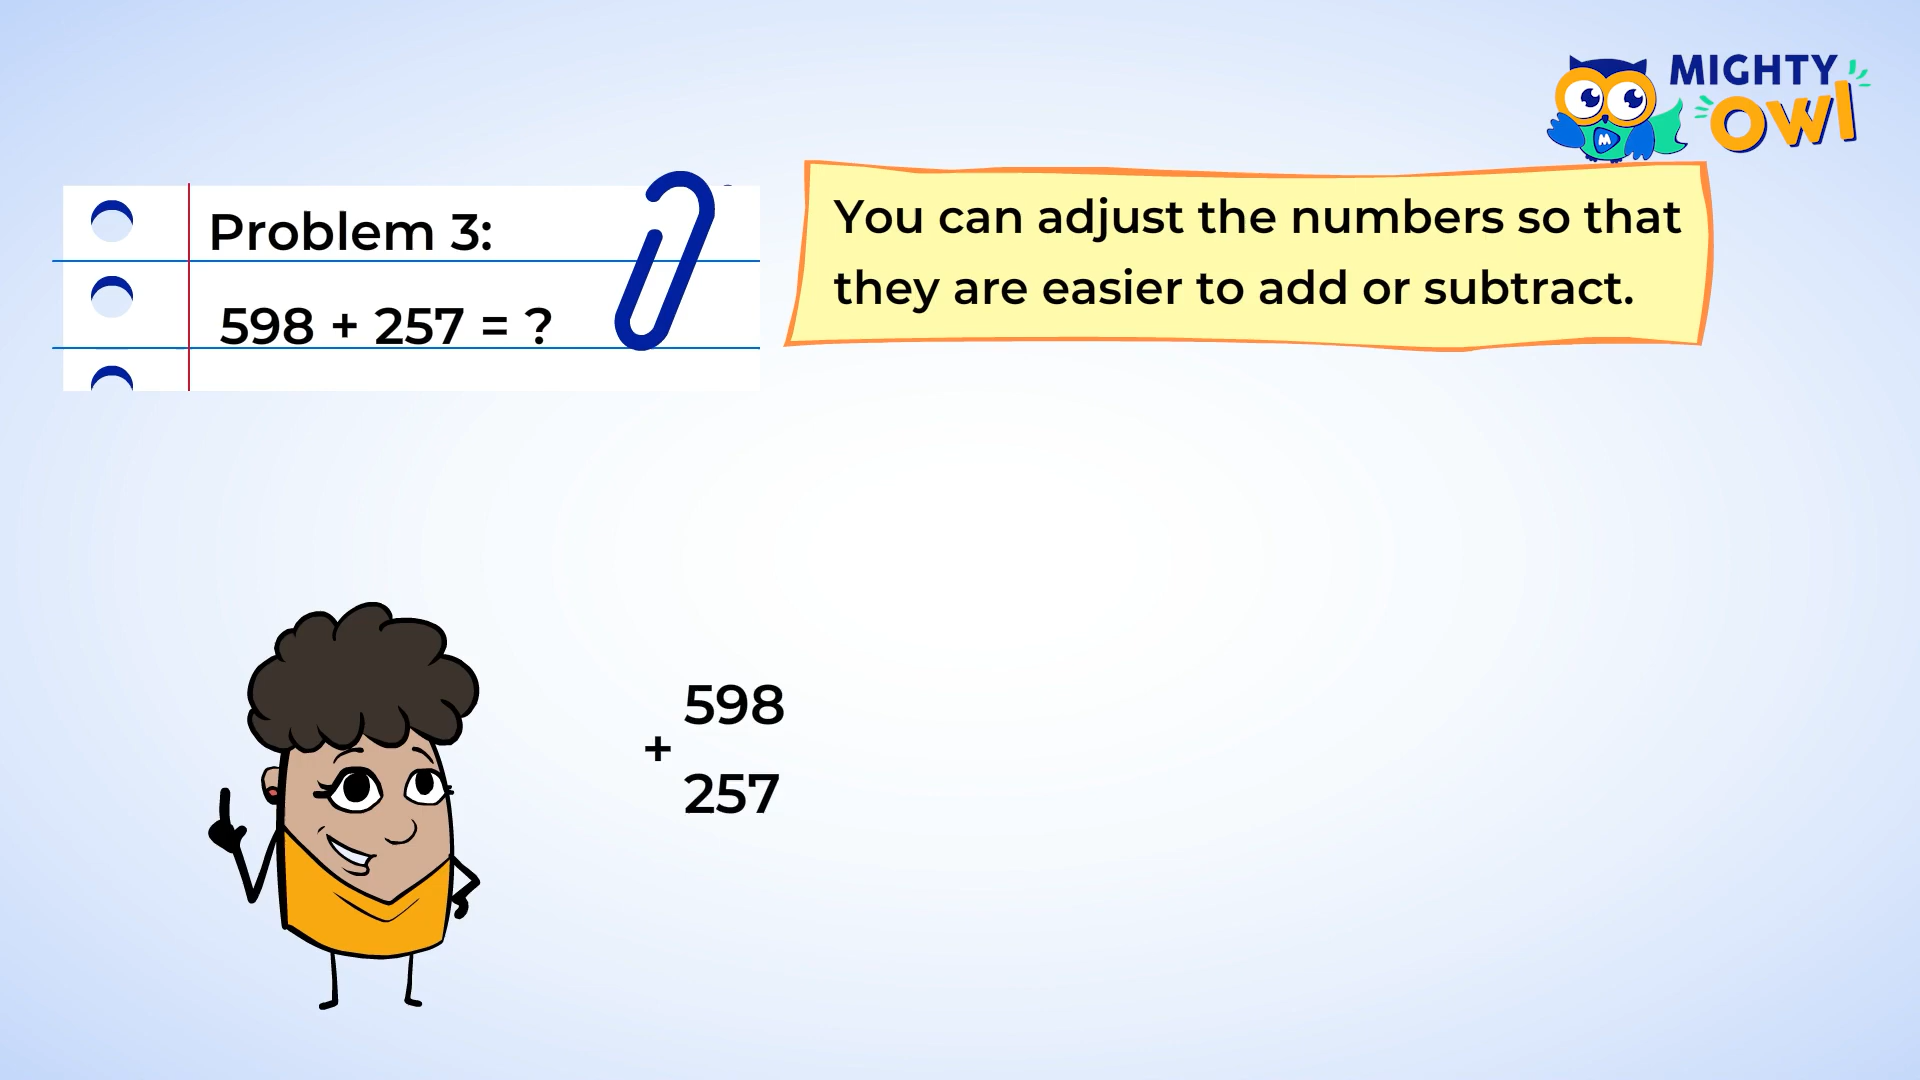 MIGHTY
OWl
Problem 3:
598 + 257 = ?
You can adjust the numbers so that
they are easier to add or subtract.
598
+
257
M